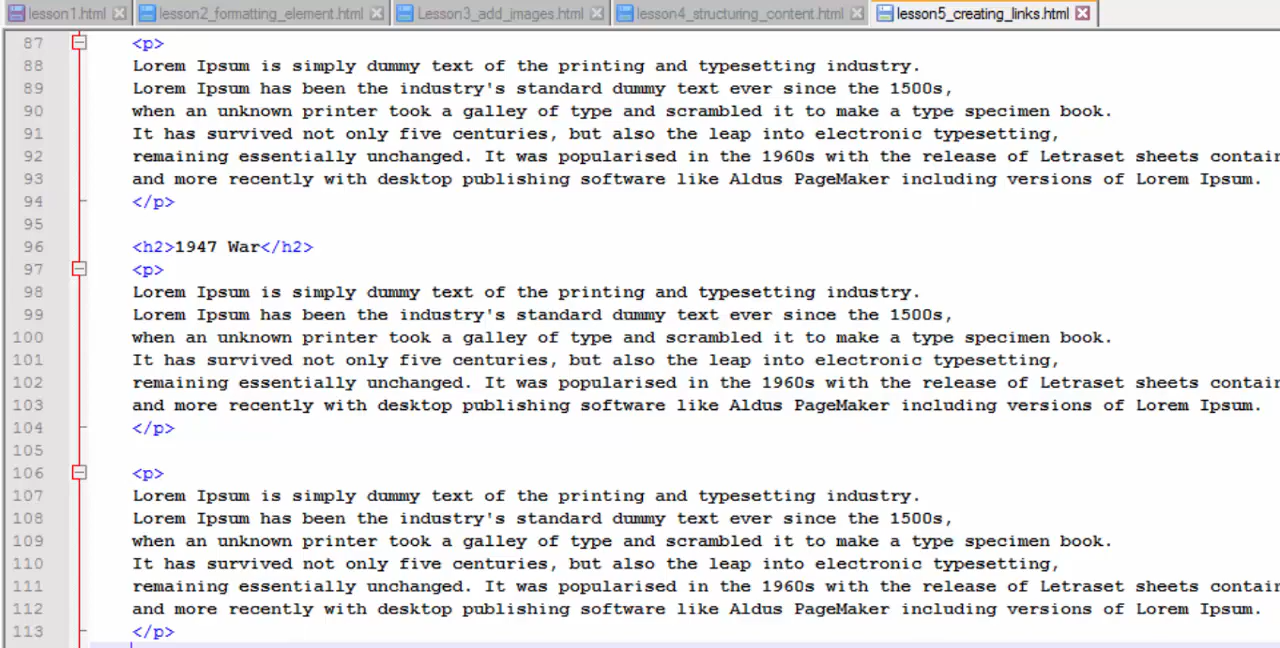 lesson1.html lesson2_formatting_element.html Lesson3_add_images.html lesson4_structuring_content.html lesson5_creating_links.html
87 <p>
88 Lorem Ipsum is simply dummy text of the printing and typesetting industry.
89 Lorem Ipsum has been the industry's standard dummy text ever since the 1500s,
90 when an unknown printer took a galley of type and scrambled it to make a type specimen book.
91 It has survived not only five centuries, but also the leap into electronic typesetting,
92 remaining essentially unchanged. It was popularised in the 1960s with the release of Letraset sheets contain
93 and more recently with desktop publishing software like Aldus PageMaker including versions of Lorem Ipsum.
94 </p>
95
96 <h2>1947 War</h2>
97 <p>
98 Lorem Ipsum is simply dummy text of the printing and typesetting industry.
99 Lorem Ipsum has been the industry's standard dummy text ever since the 1500s,
100 when an unknown printer took a galley of type and scrambled it to make a type specimen book.
101 It has survived not only five centuries, but also the leap into electronic typesetting,
102 remaining essentially unchanged. It was popularised in the 1960s with the release of Letraset sheets contain
103 and more recently with desktop publishing software like Aldus PageMaker including versions of Lorem Ipsum.
104 </p>
105
106 <p>
107 Lorem Ipsum is simply dummy text of the printing and typesetting industry.
108 Lorem Ipsum has been the industry's standard dummy text ever since the 1500s,
109 when an unknown printer took a galley of type and scrambled it to make a type specimen book.
110 It has survived not only five centuries, but also the leap into electronic typesetting,
111 remaining essentially unchanged. It was popularised in the 1960s with the release of Letraset sheets contain
112 and more recently with desktop publishing software like Aldus PageMaker including versions of Lorem Ipsum.
113 </p>